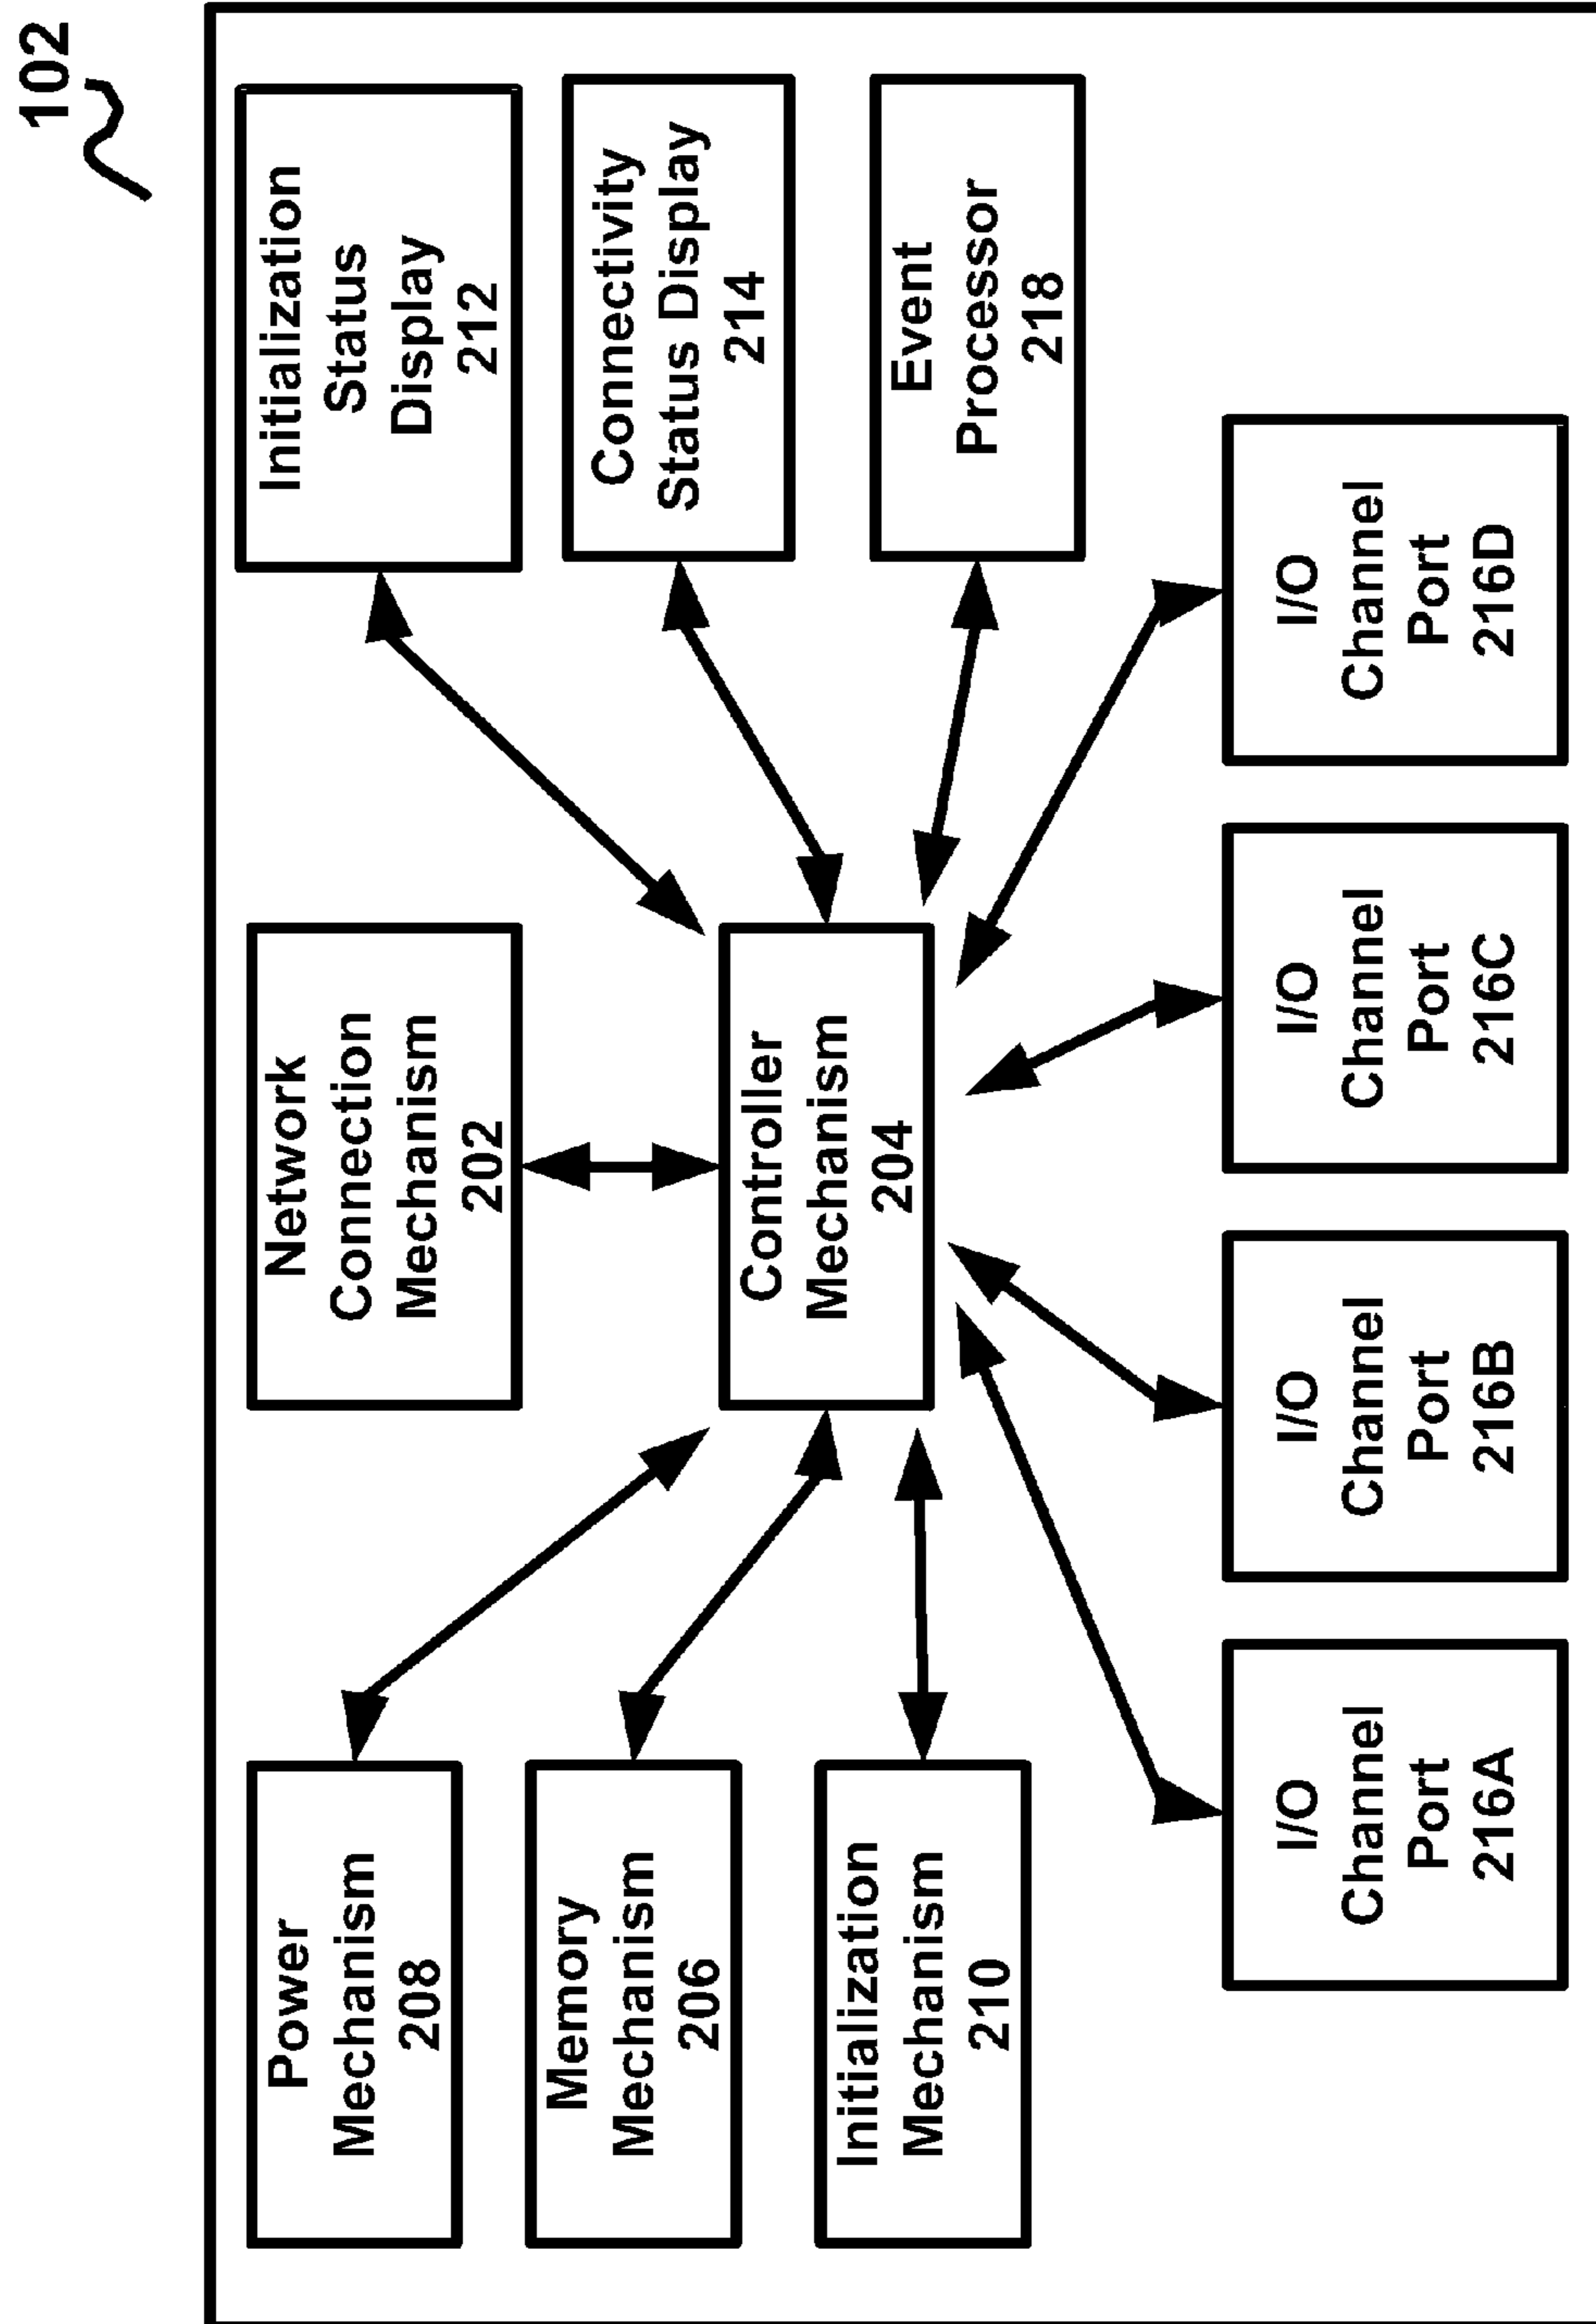 102
Power
Mechanism
208
Network
Connection
Mechanism
202
Initialization
Status
Display
212
Memory
Mechanism
206
Controller
Mechanism
204
Connectivity
Status Display
214
Initialization
Mechanism
210
Event
Processor
218
I/O
Channel
Port
216A
I/O
Channel
Port
216B
I/O
Channel
Port
216C
I/O
Channel
Port
216D